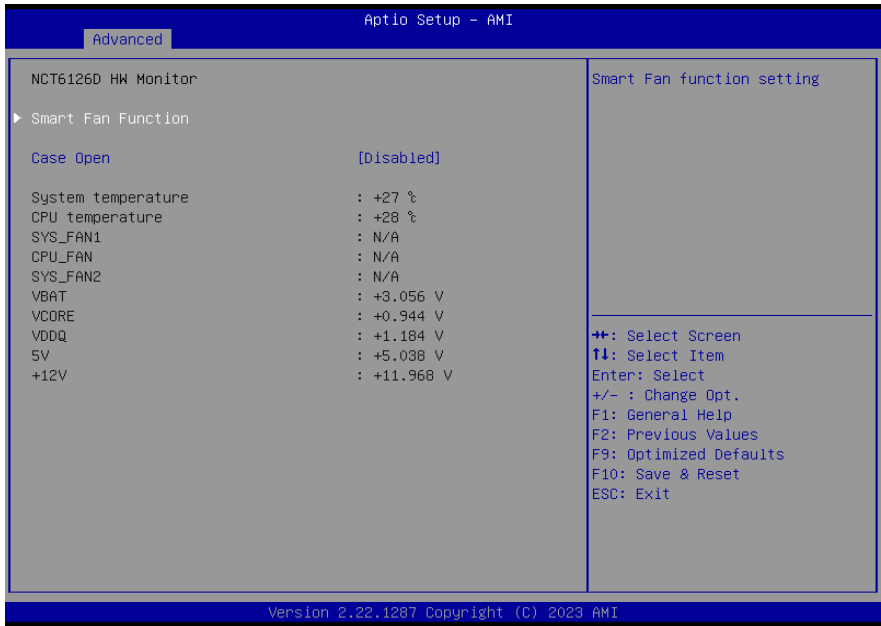 Aptio Setup - AMI
Advanced
NCT6126D HW Monitor
Smart Fan Function
Case Open [Disabled]
System temperature : +27 ℃
CPU temperature : +28 ℃
SYS_FAN1 : N/A
CPU_FAN : N/A
SYS_FAN2 : N/A
VBAT : +3.056 V
VCORE : +0.944 V
VDDQ : +1.184 V
5V : +5.038 V
+12V : +11.968 V
Smart Fan function setting
→←: Select Screen
↑↓: Select Item
Enter: Select
+/- : Change Opt.
F1: General Help
F2: Previous Values
F9: Optimized Defaults
F10: Save & Reset
ESC: Exit
Version 2.22.1287 Copyright (C) 2023 AMI